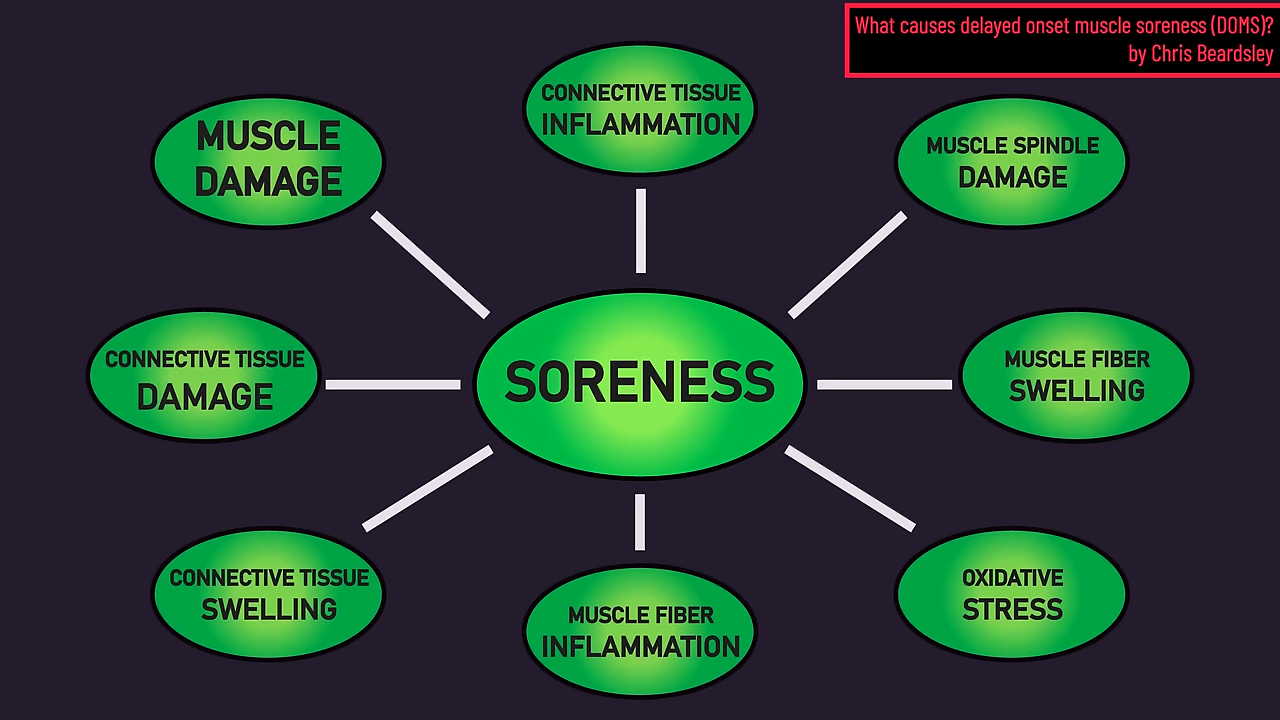 What causes delayed onset muscle soreness (DOMS)?
by Chris Beardsley
CONNECTIVE TISSUE
INFLAMMATION
MUSCLE
DAMAGE
MUSCLE SPINDLE
DAMAGE
CONNECTIVE TISSUE
DAMAGE
SORENESS
MUSCLE FIBER
SWELLING
CONNECTIVE TISSUE
SWELLING
MUSCLE FIBER
INFLAMMATION
OXIDATIVE
STRESS